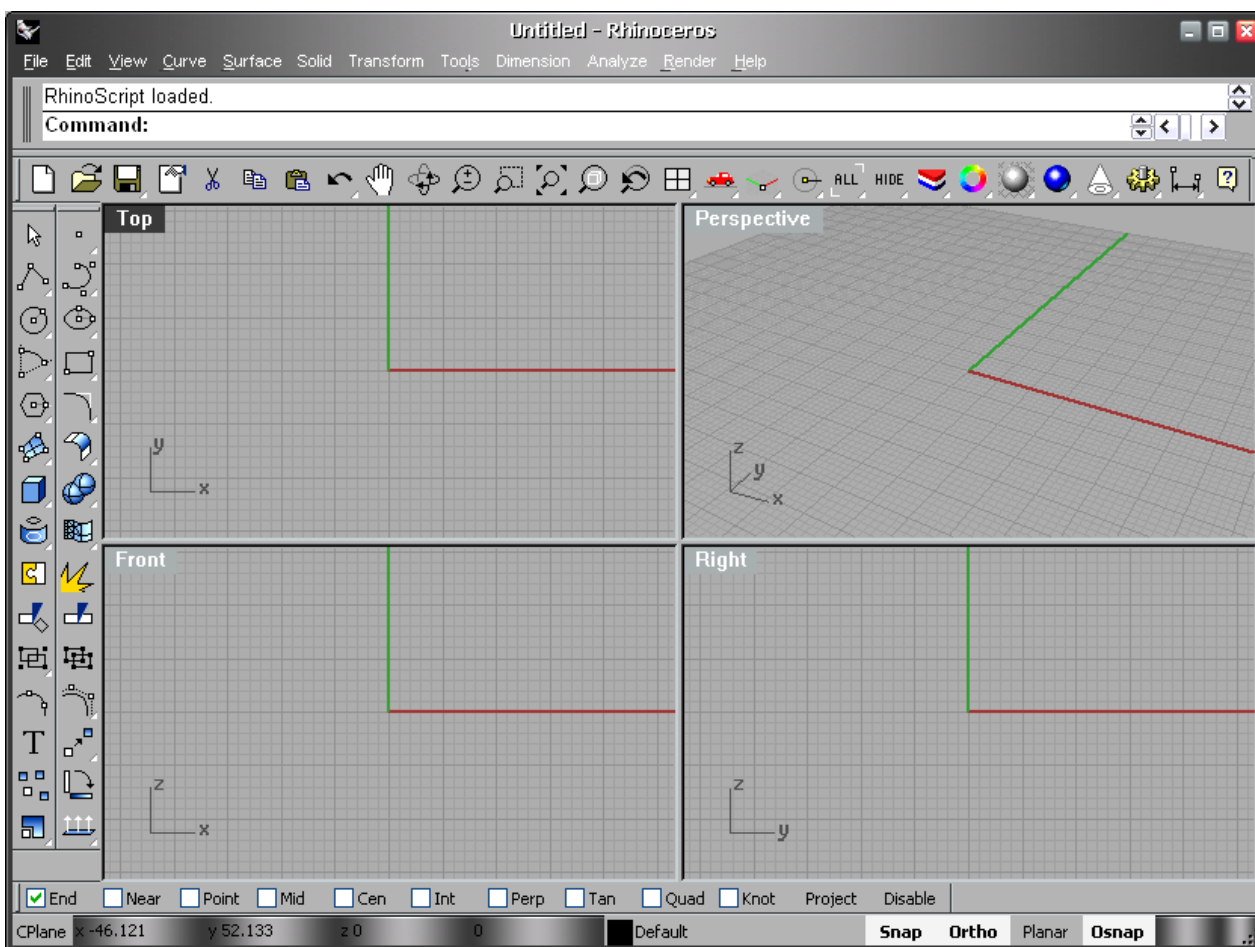 Untitled - Rhinoceros
File Edit View Curve Surface Solid Transform Tools Dimension Analyze Render Help
RhinoScript loaded.
Command:
ALL HIDE
Top
Perspective
y
x
z
y
x
Front
Right
z
x
z
y
T
End Near Point Mid Cen Int Perp Tan Quad Knot Project Disable
CPlane x -46.121 y 52.133 z 0 0 Default Snap Ortho Planar Osnap